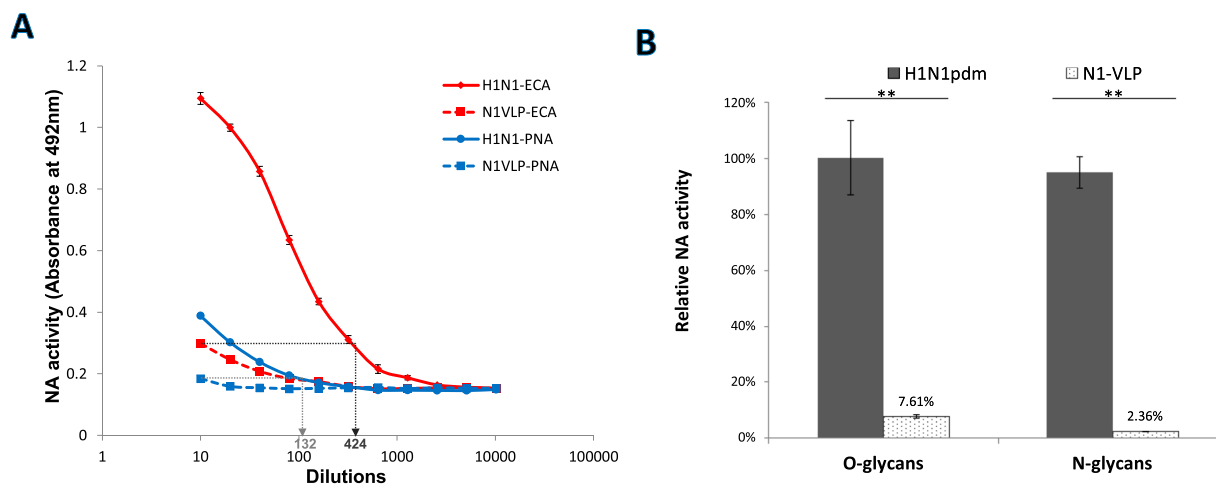 A
NA activity (Absorbance at 492nm)
1.2
1
0.8
0.6
0.4
0.2
0
1
10
100
1000
10000
100000
132
424
Dilutions
H1N1-ECA
N1VLP-ECA
H1N1-PNA
N1VLP-PNA
B
H1N1pdm
N1-VLP
**
**
Relative NA activity
120%
100%
80%
60%
40%
20%
0%
7.61%
2.36%
O-glycans
N-glycans